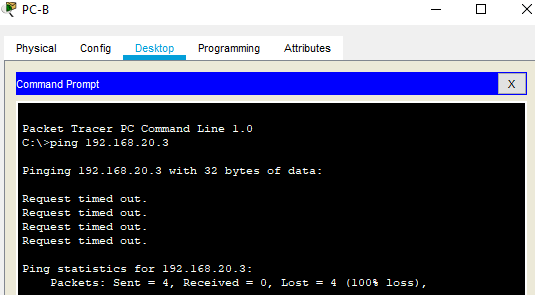 PC-B
Physical Config Desktop Programming Attributes
Command Prompt X
Packet Tracer PC Command Line 1.0
C:\>ping 192.168.20.3
Pinging 192.168.20.3 with 32 bytes of data:
Request timed out.
Request timed out.
Request timed out.
Request timed out.
Ping statistics for 192.168.20.3:
Packets: Sent = 4, Received = 0, Lost = 4 (100% loss),